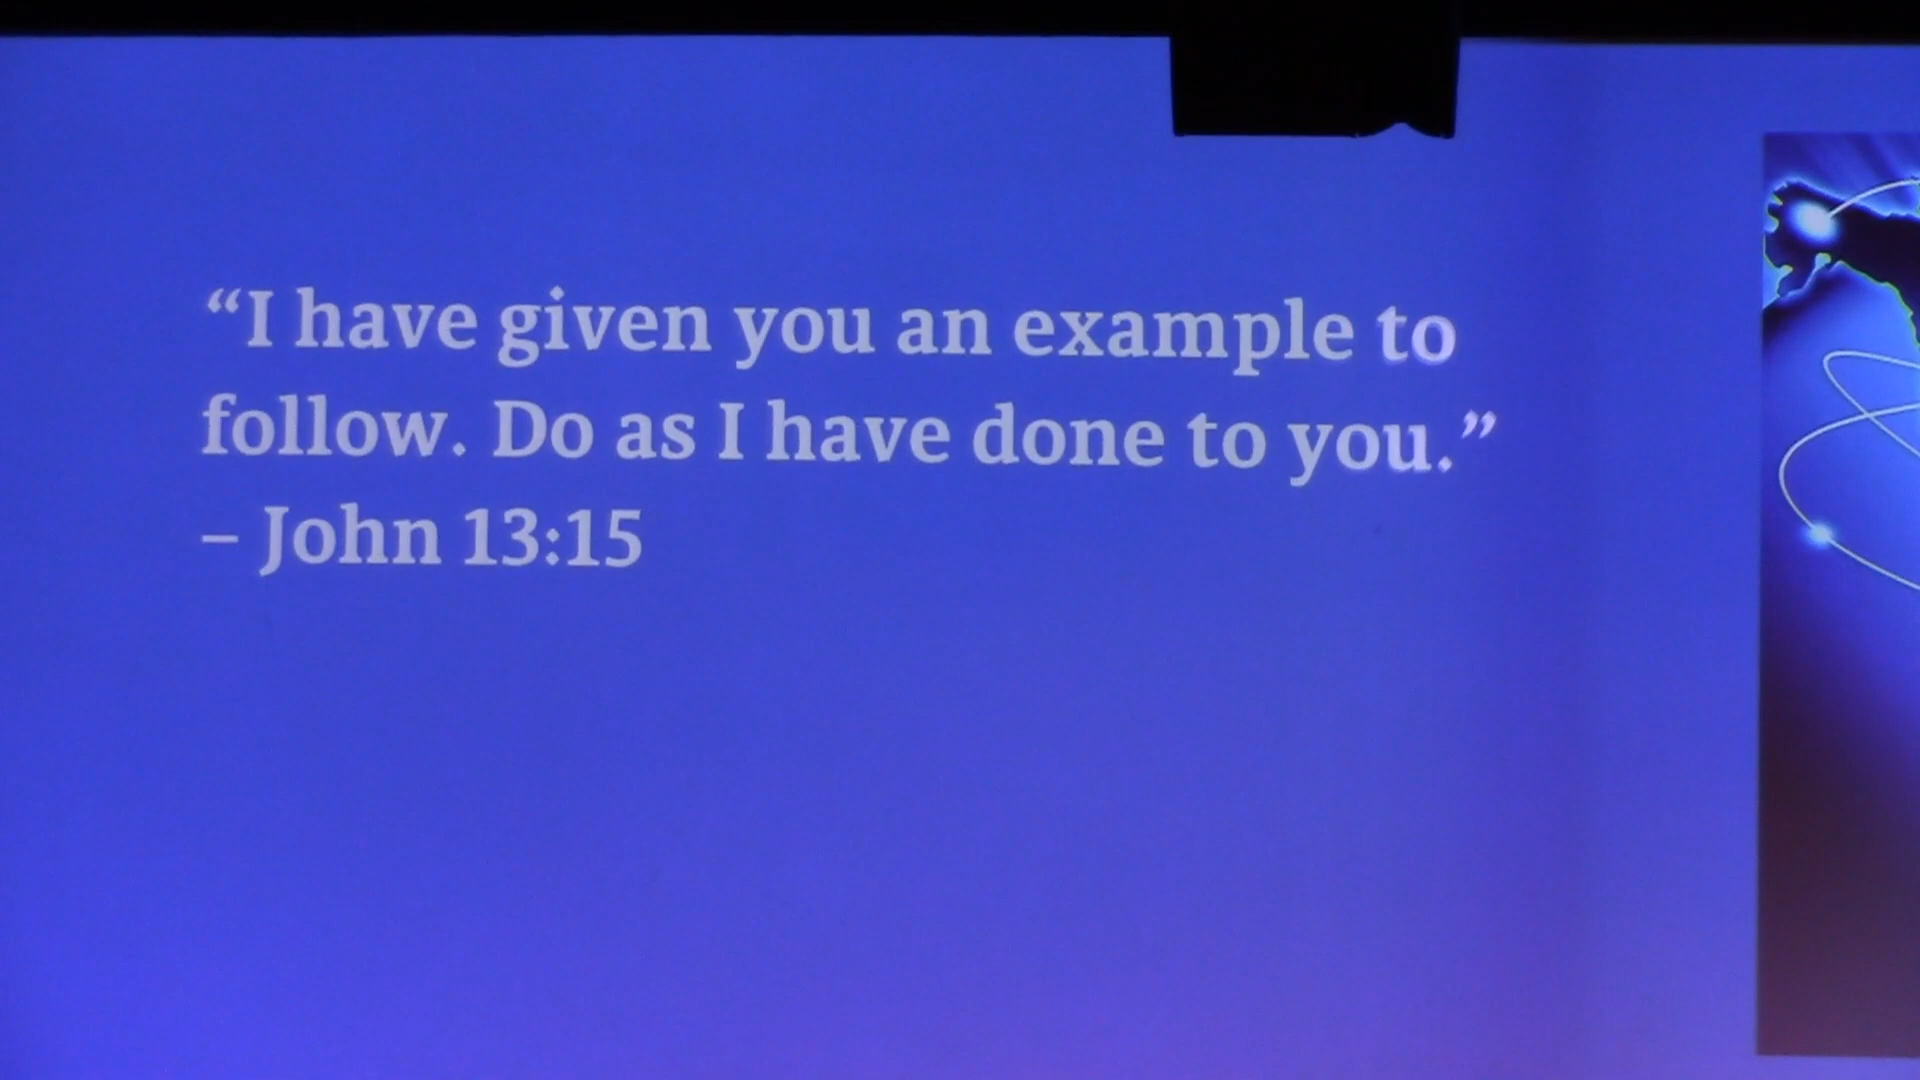 “I have given you an example to
follow. Do as I have done to you.”
– John 13:15